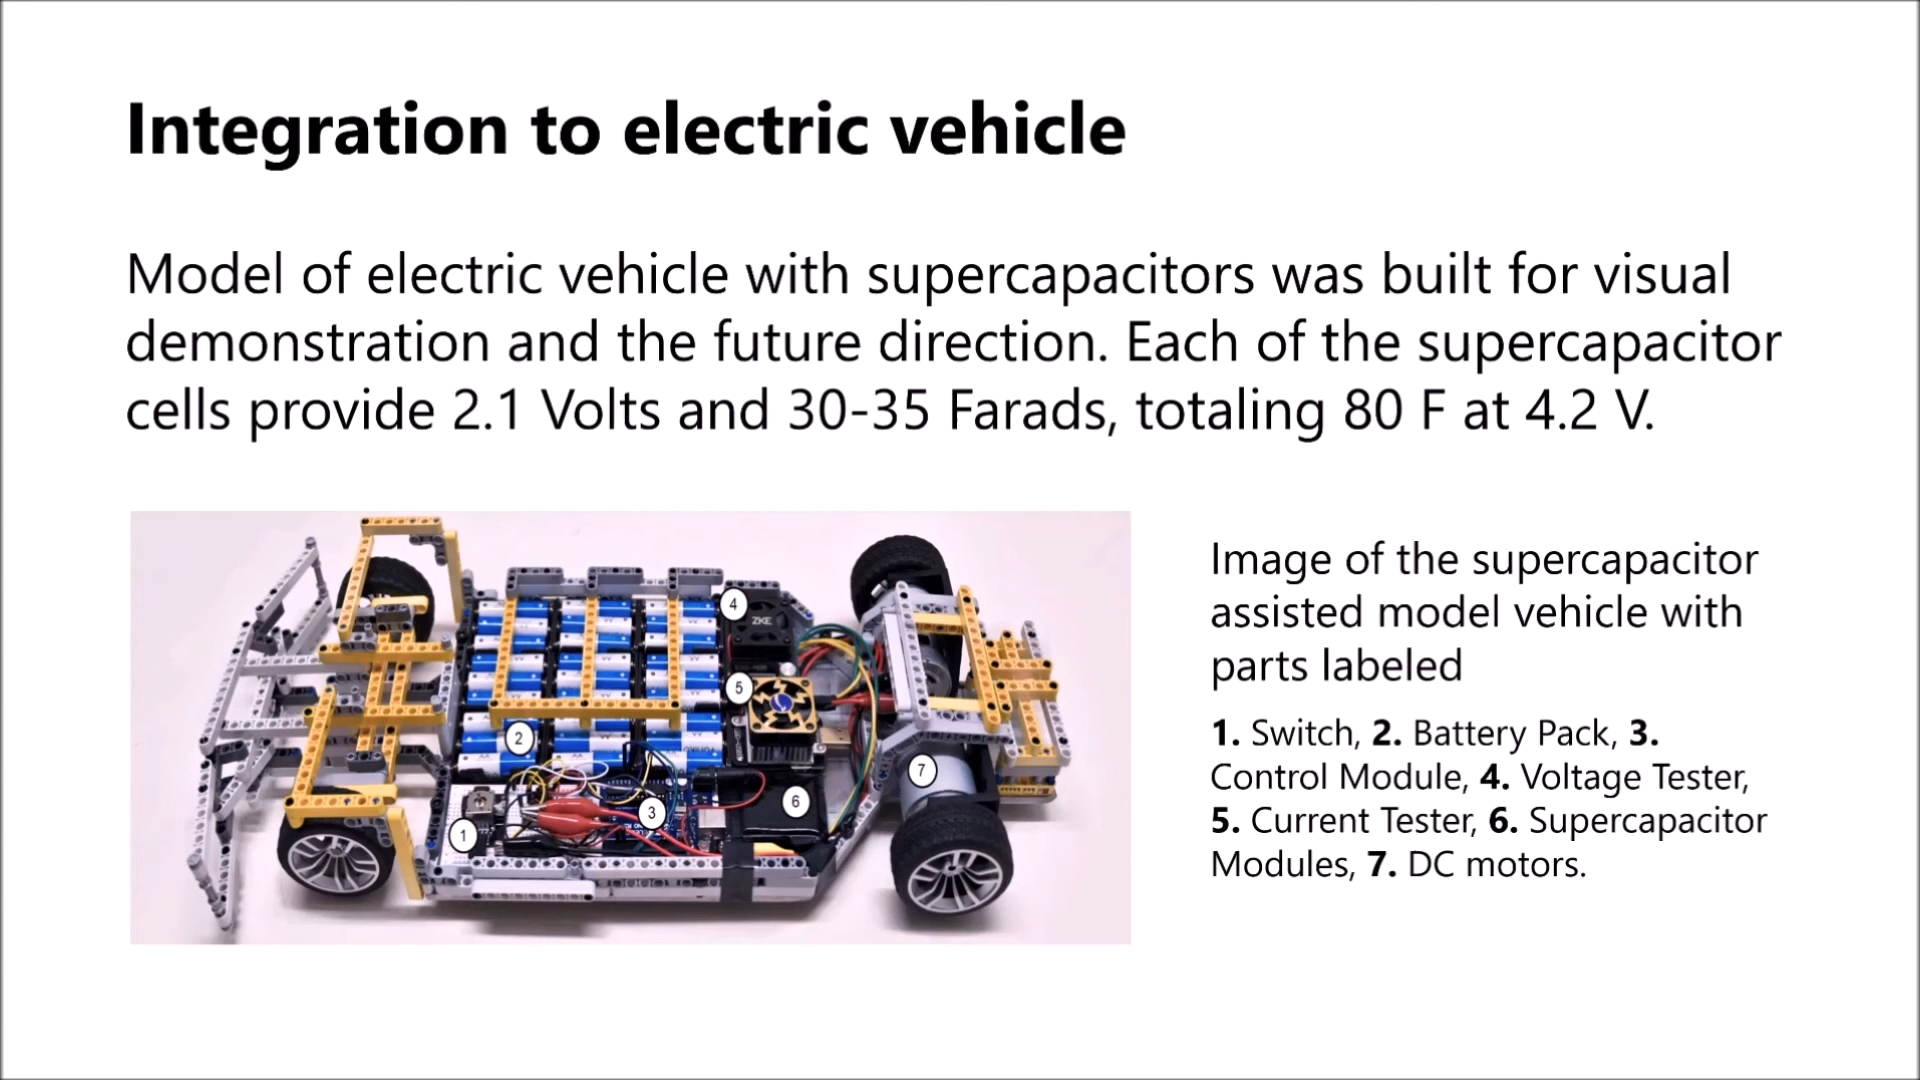 Integration to electric vehicle
Model of electric vehicle with supercapacitors was built for visual
demonstration and the future direction. Each of the supercapacitor
cells provide 2.1 Volts and 30-35 Farads, totaling 80 F at 4.2 V.
4
ZKE
5
2
7
6
3
1
Image of the supercapacitor
assisted model vehicle with
parts labeled
1. Switch, 2. Battery Pack, 3.
Control Module, 4. Voltage Tester,
5. Current Tester, 6. Supercapacitor
Modules, 7. DC motors.